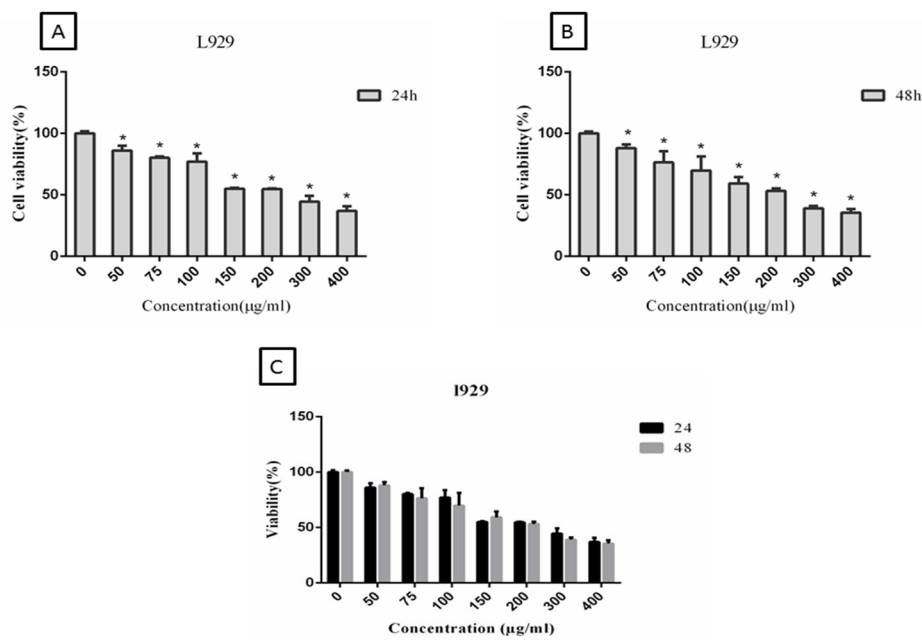 A
L929
150
100
50
0
Cell viability(%)
24h
* * * * * * *
0 50 75 100 150 200 300 400
Concentration(μg/ml)
B
L929
150
100
50
0
Cell viability(%)
48h
* * * * * * *
0 50 75 100 150 200 300 400
Concentration(μg/ml)
C
l929
150
100
50
0
Viability(%)
24
48
0 50 75 100 150 200 300 400
Concentration (μg/ml)